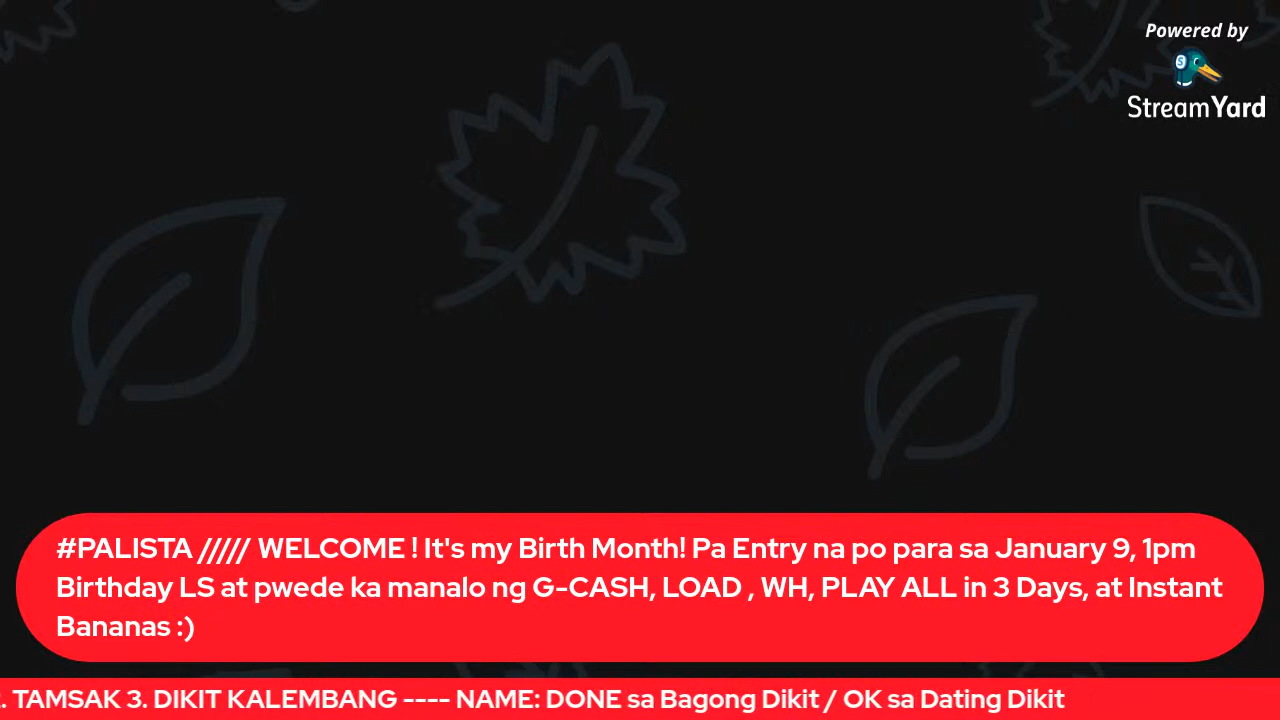 Powered by
S
StreamYard
#PALISTA ///// WELCOME ! It's my Birth Month! Pa Entry na po para sa January 9, 1pm
Birthday LS at pwede ka manalo ng G-CASH, LOAD , WH, PLAY ALL in 3 Days, at Instant
Bananas :)
. TAMSAK 3. DIKIT KALEMBANG ---- NAME: DONE sa Bagong Dikit / OK sa Dating Dikit